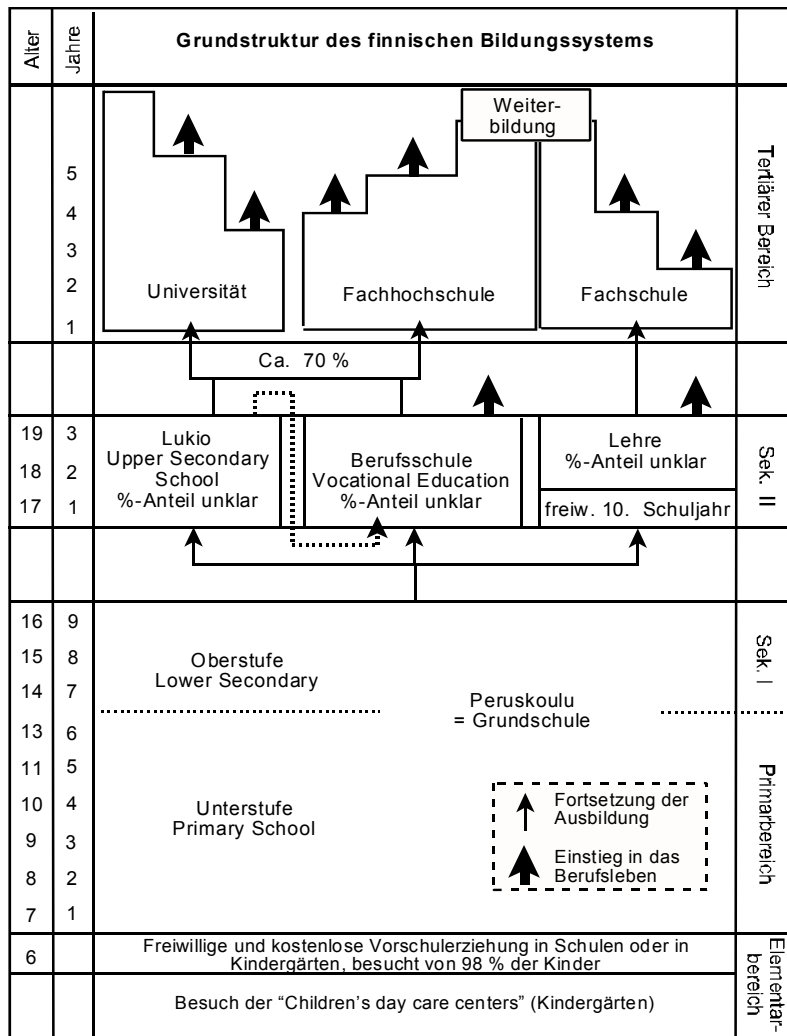 Alter
Jahre
Grundstruktur des finnischen Bildungssystems
Weiter-
bildung
5
4
3
2
1
Universität
Fachhochschule
Fachschule
Tertiärer Bereich
Ca. 70 %
19 3
18 2
17 1
Lukio
Upper Secondary
School
%-Anteil unklar
Berufsschule
Vocational Education
%-Anteil unklar
Lehre
%-Anteil unklar
freiw. 10. Schuljahr
Sek. II
16 9
15 8
14 7
13 6
11 5
10 4
9 3
8 2
7 1
Oberstufe
Lower Secondary
Peruskoulu
= Grundschule
Unterstufe
Primary School
Fortsetzung der
Ausbildung
Einstieg in das
Berufsleben
Sek. I
Primarbereich
6
Freiwillige und kostenlose Vorschulerziehung in Schulen oder in
Kindergärten, besucht von 98 % der Kinder
Besuch der “Children’s day care centers” (Kindergärten)
Elementar-
bereich